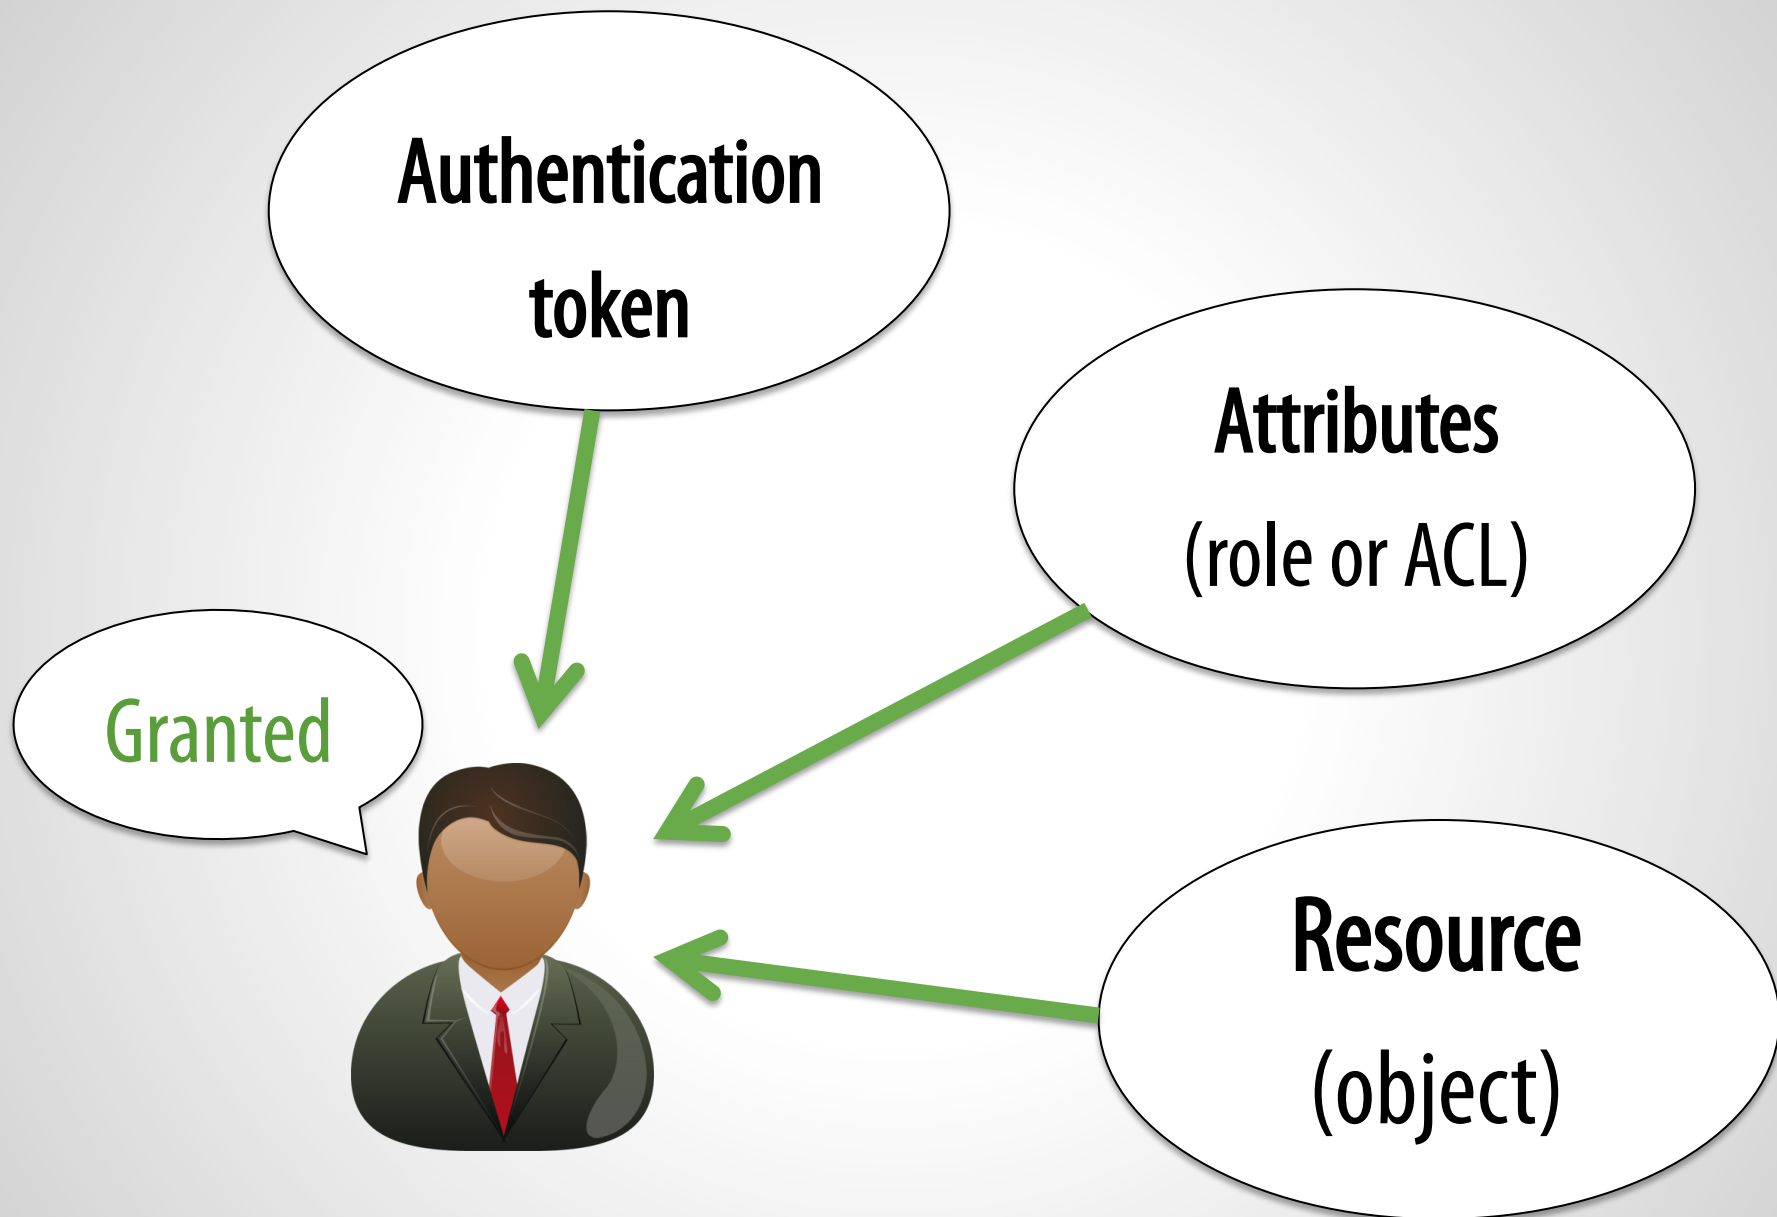 Authentication
token
Attributes
(role or ACL)
Granted
Resource
(object)